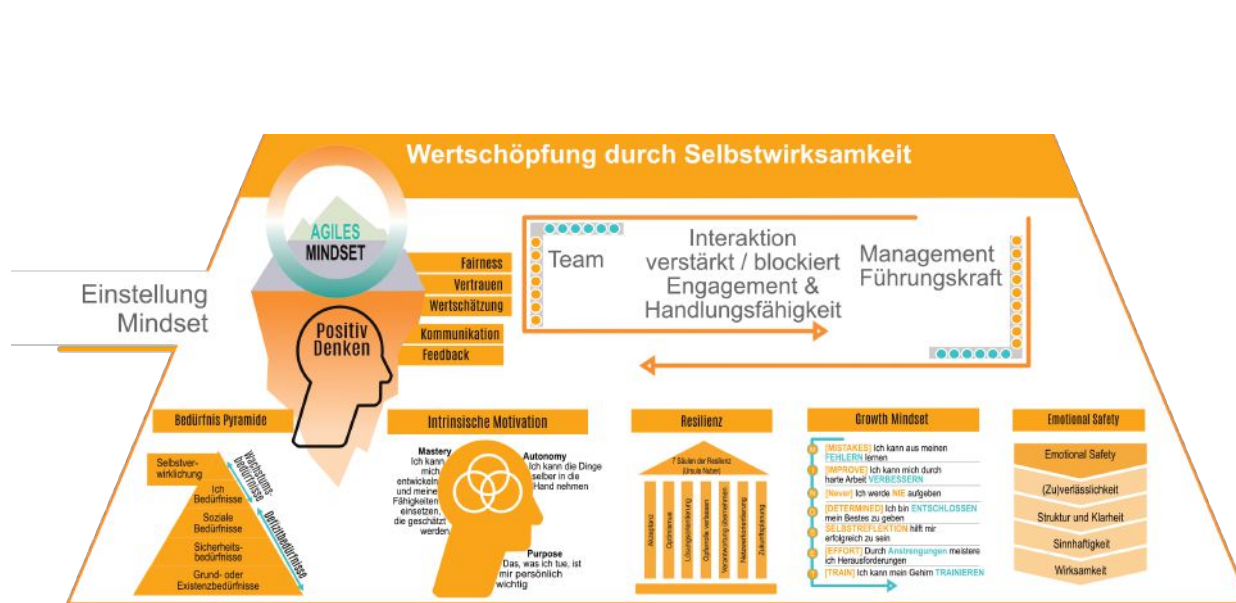 Wertschöpfung durch Selbstwirksamkeit
AGILES
MINDSET
Einstellung
Mindset
Positiv
Denken
Fairness
Vertrauen
Wertschätzung
Kommunikation
Feedback
Team
Interaktion
verstärkt / blockiert
Engagement &
Handlungsfähigkeit
Management
Führungskraft
Bedürfnis Pyramide
Selbstver-
wirklichung
Ich
Bedürfnisse
Soziale
Bedürfnisse
Sicherheits-
bedürfnisse
Grund- oder
Existenzbedürfnisse
Wachstums-
bedürfnisse
Defizitbedürfnisse
Intrinsische Motivation
Mastery
Ich kann
mich
entwickeln
und meine
Fähigkeiten
einsetzen,
die geschätzt
werden
Autonomy
Ich kann die Dinge
selber in die
Hand nehmen
Purpose
Das, was ich tue, ist
mir persönlich
wichtig
Resilienz
7 Säulen der Resilienz
(Ursula Nuber)
Akzeptanz
Optimismus
Lösungsorientierung
Opferrolle verlassen
Verantwortung übernehmen
Netzwerkorientierung
Zukunftsplanung
Growth Mindset
M [MISTAKES] Ich kann aus meinen
FEHLERN lernen
I [IMPROVE] Ich kann mich durch
harte Arbeit VERBESSERN
N [Never] Ich werde NIE aufgeben
D [DETERMINED] Ich bin ENTSCHLOSSEN
mein Bestes zu geben
S SELBSTREFLEKTION hilft mir
erfolgreich zu sein
E [EFFORT] Durch Anstrengungen meistere
ich Herausforderungen
T [TRAIN] Ich kann mein Gehirn TRAINIEREN
Emotional Safety
Emotional Safety
(Zu)verlässlichkeit
Struktur und Klarheit
Sinnhaftigkeit
Wirksamkeit